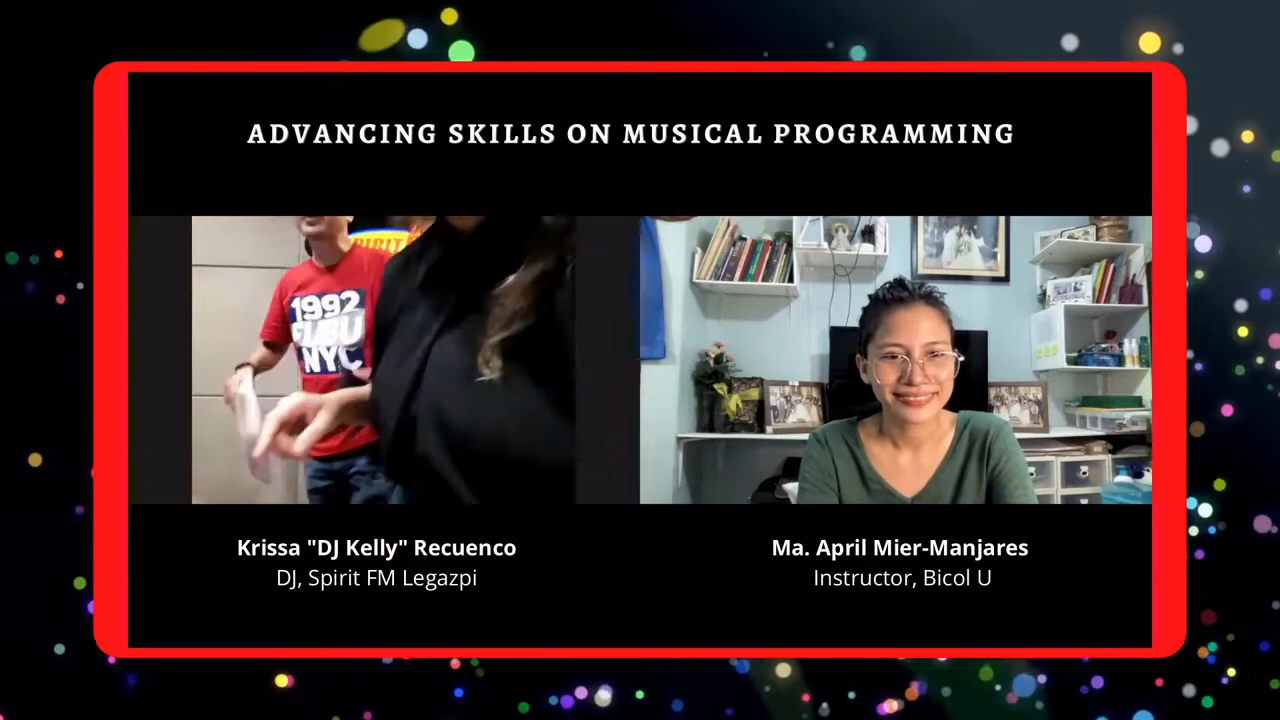 ADVANCING SKILLS ON MUSICAL PROGRAMMING
1992
FUBU
NYC
Krissa "DJ Kelly" Recuenco
DJ, Spirit FM Legazpi
Ma. April Mier-Manjares
Instructor, Bicol U